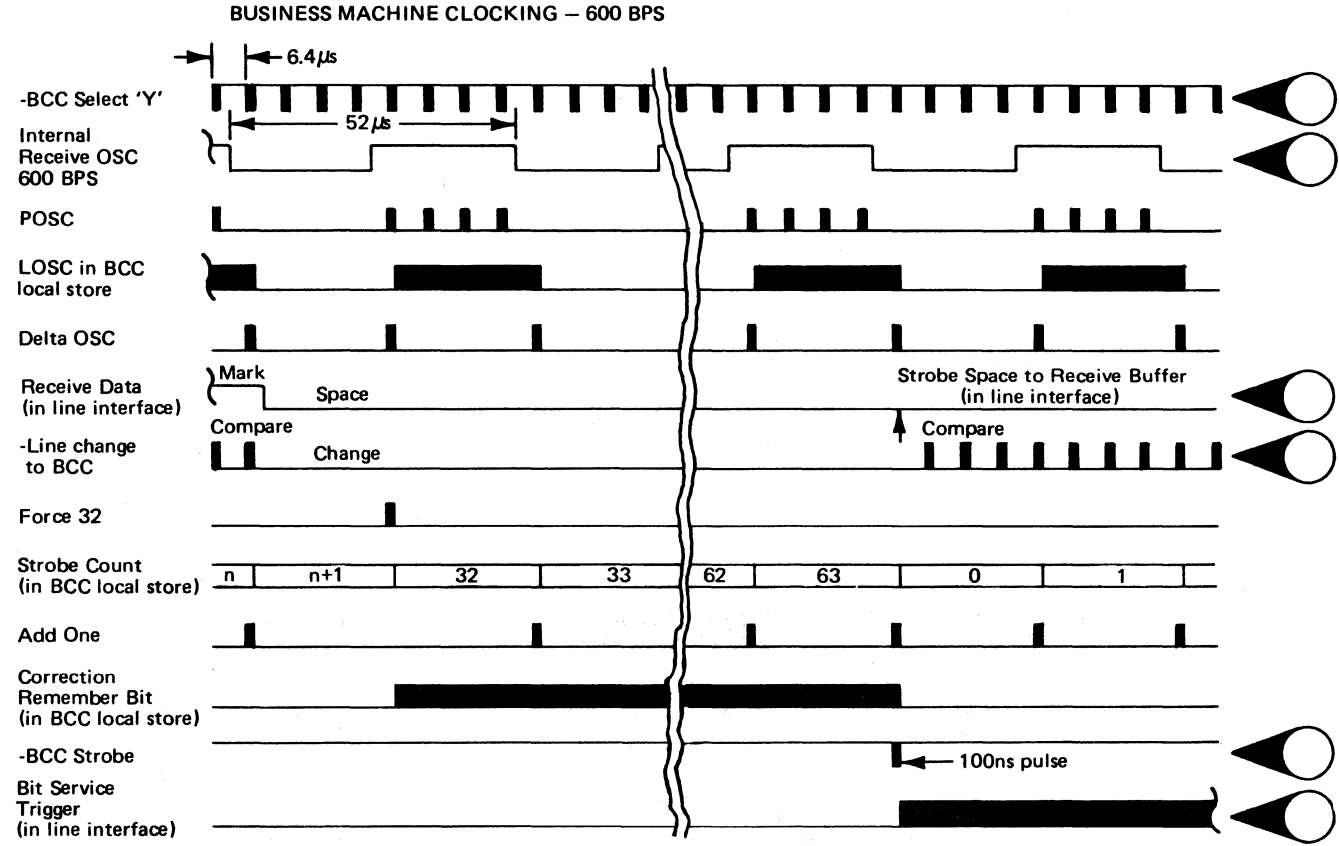 BUSINESS MACHINE CLOCKING – 600 BPS
6.4µs
-BCC Select 'Y'
52µs
Internal
Receive OSC
600 BPS
POSC
LOSC in BCC
local store
Delta OSC
Mark
Receive Data
(in line interface)
Space
Strobe Space to Receive Buffer
(in line interface)
Compare
Compare
-Line change
to BCC
Change
Force 32
Strobe Count
(in BCC local store)
n n+1 32 33 62 63 0 1
Add One
Correction
Remember Bit
(in BCC local store)
-BCC Strobe
100ns pulse
Bit Service
Trigger
(in line interface)